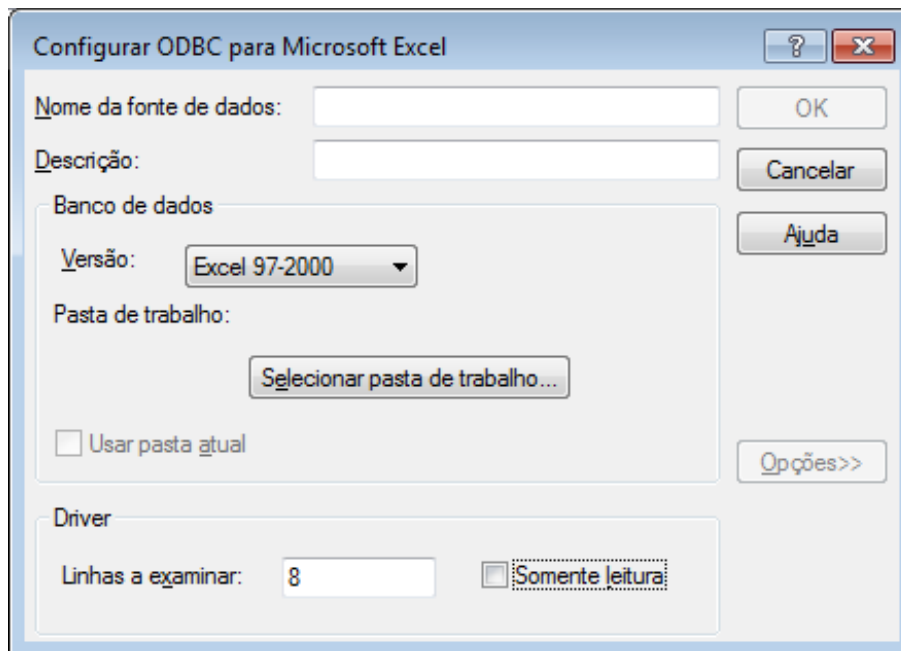 Configurar ODBC para Microsoft Excel
Nome da fonte de dados:
OK
Descrição:
Cancelar
Banco de dados
Ajuda
Versão:
Excel 97-2000
Pasta de trabalho:
Selecionar pasta de trabalho...
Usar pasta atual
Opções>>
Driver
Linhas a examinar:
8
Somente leitura